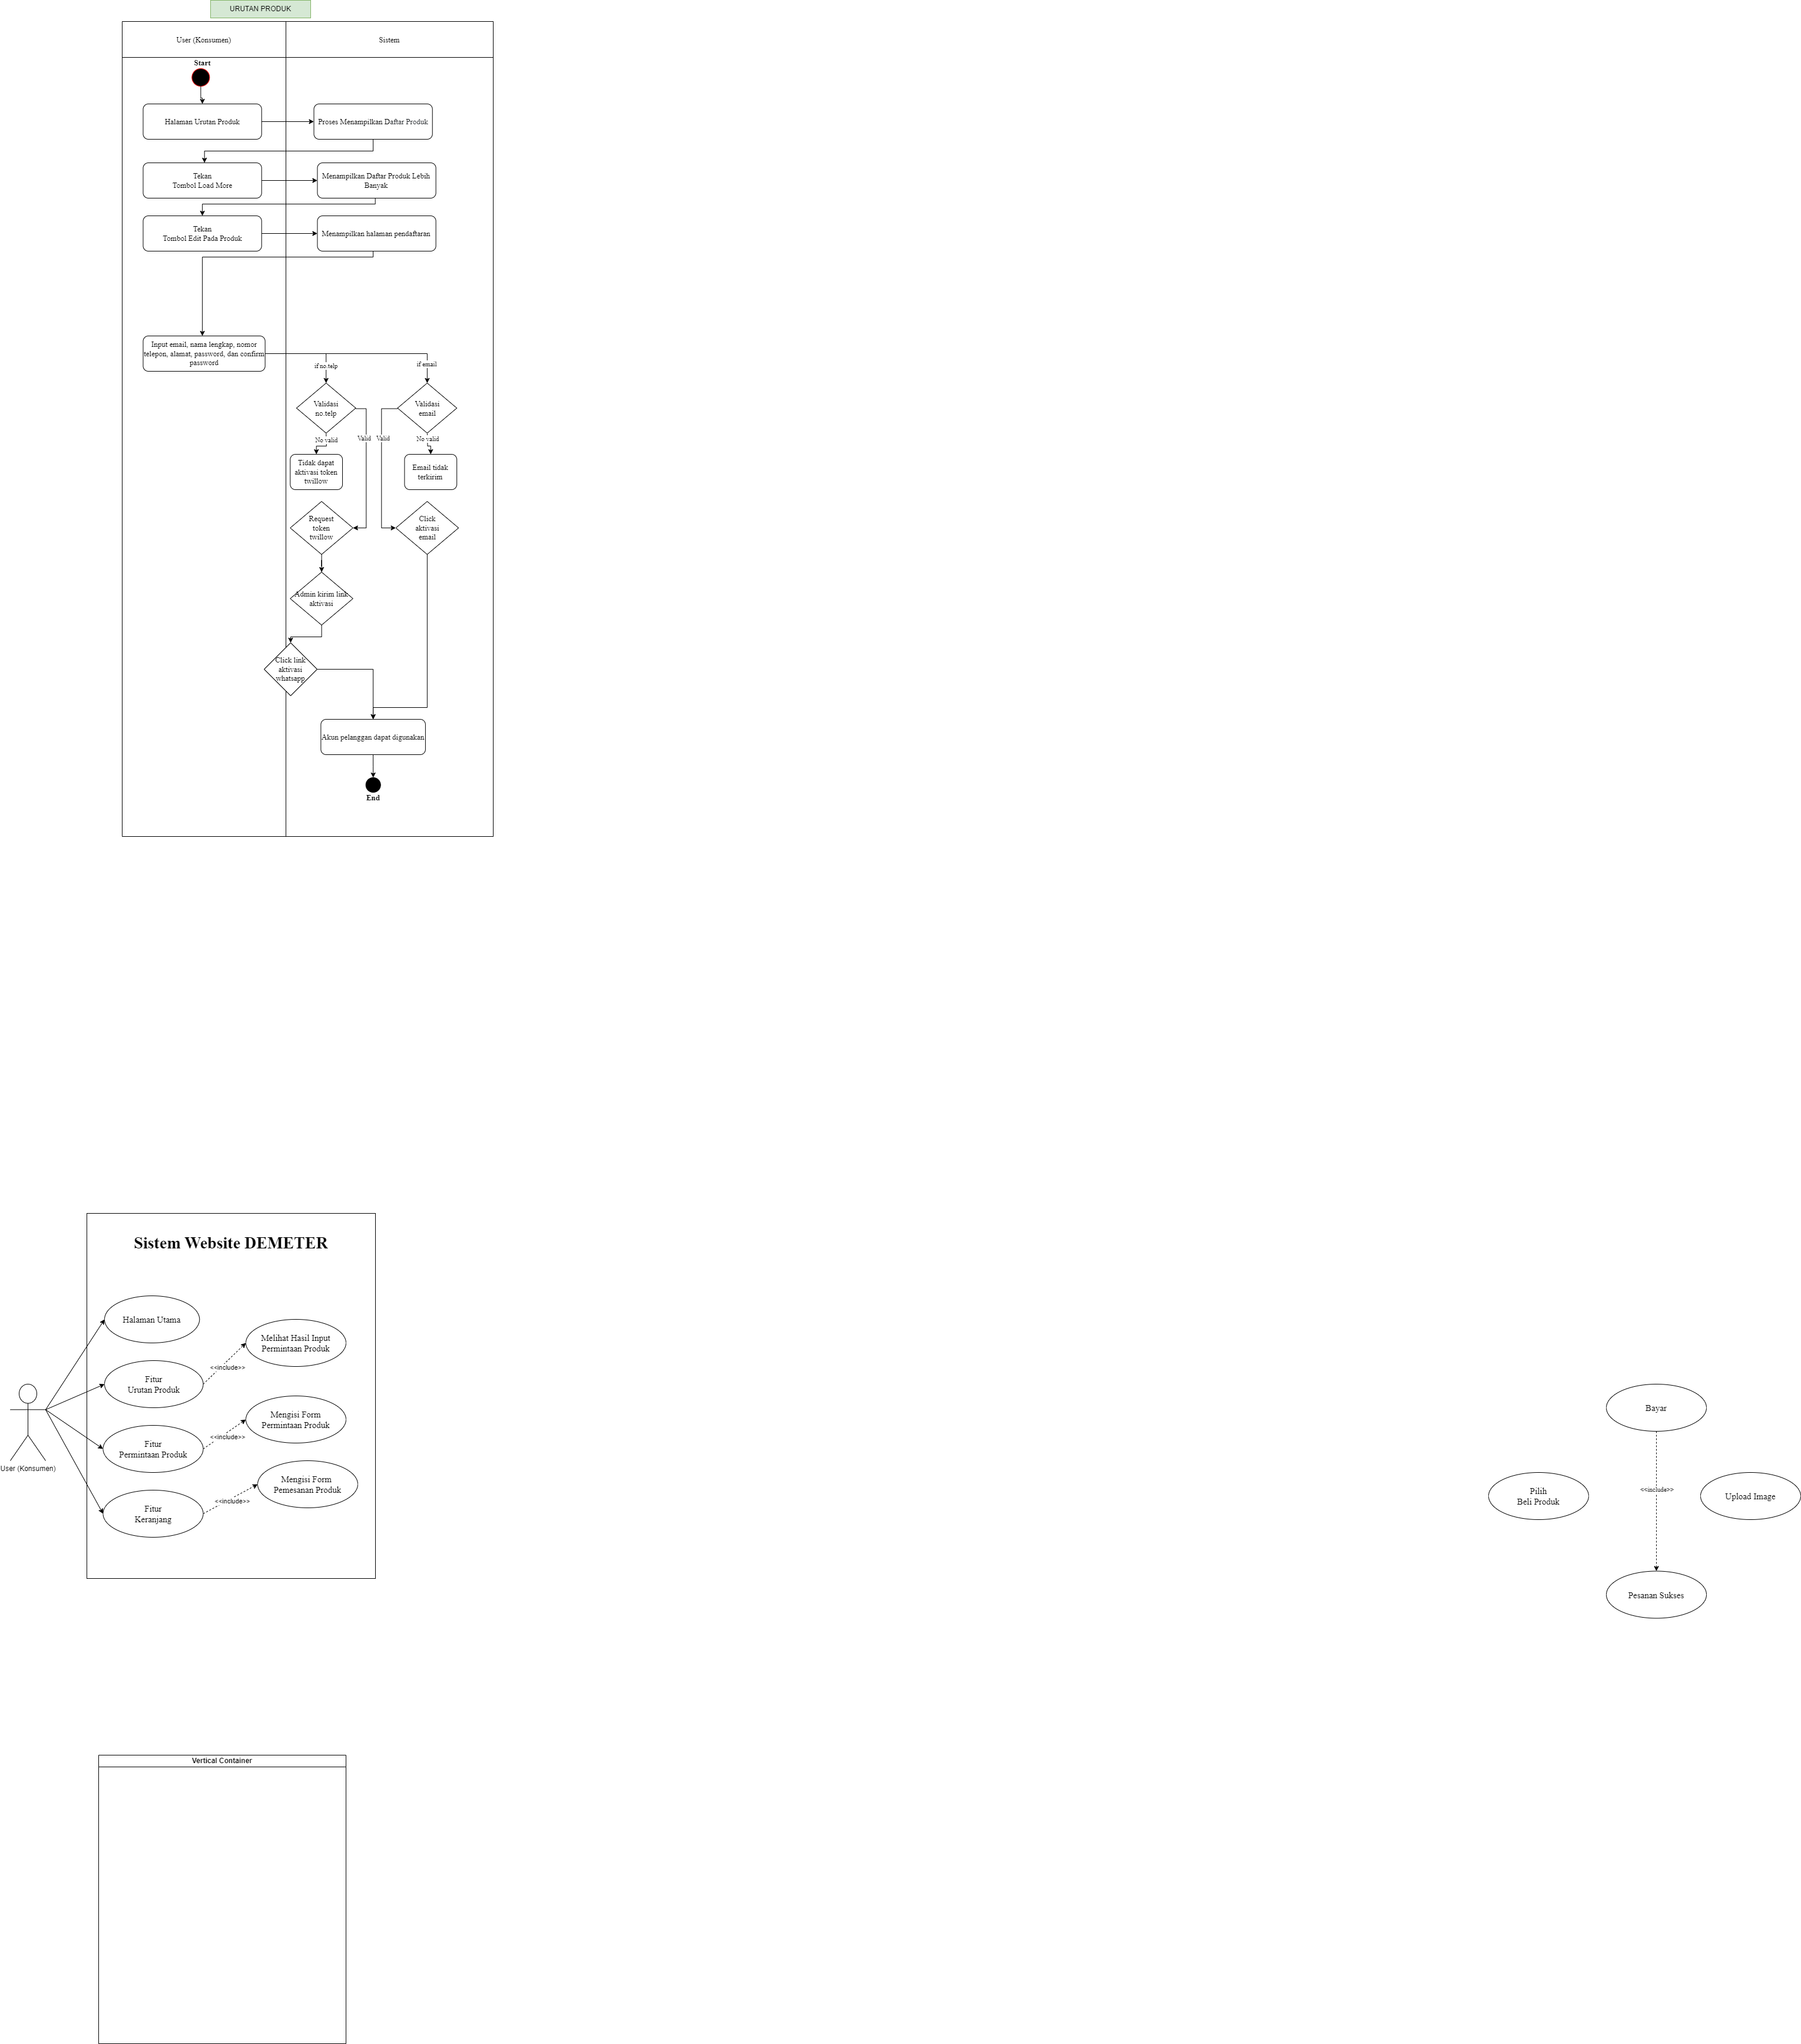 URUTAN PRODUK
User (Konsumen)
Sistem
Start
Halaman Urutan Produk
Proses Menampilkan Daftar Produk
Tekan
Tombol Load More
Menampilkan Daftar Produk Lebih
Banyak
Tekan
Tombol Edit Pada Produk
Menampilkan halaman pendaftaran
Input email, nama lengkap, nomor
telepon, alamat, password, dan confirm
password
if no.telp
if email
Validasi
no.telp
Validasi
email
No valid
Valid
Valid
No valid
Tidak dapat
aktivasi token
twillow
Email tidak
terkirim
Request
token
twillow
Click
aktivasi
email
Admin kirim link
aktivasi
Click link
aktivasi
whatsapp
Akun pelanggan dapat digunakan
End
Sistem Website DEMETER
Halaman Utama
Melihat Hasil Input
Permintaan Produk
<<include>>
Fitur
Urutan Produk
Mengisi Form
Permintaan Produk
<<include>>
Fitur
Permintaan Produk
User (Konsumen)
Mengisi Form
Pemesanan Produk
<<include>>
Fitur
Keranjang
Bayar
Pilih
Beli Produk
<<include>>
Upload Image
Pesanan Sukses
Vertical Container